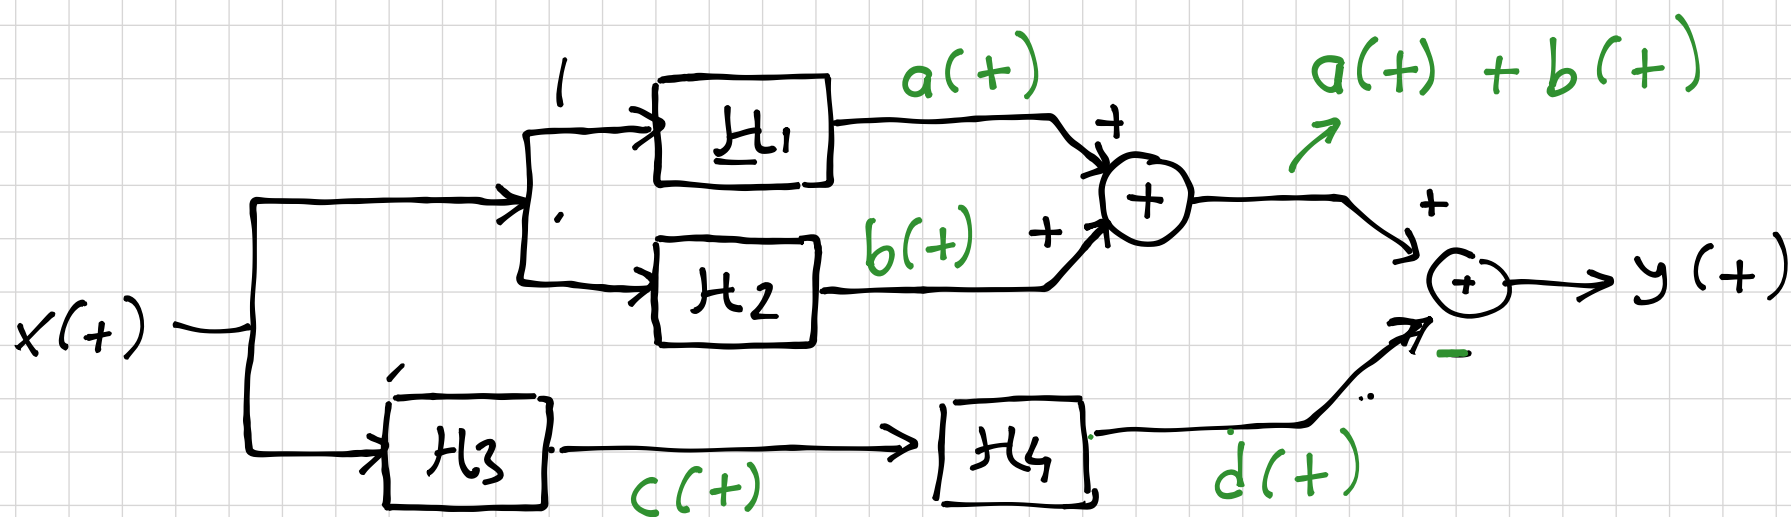 a(t)
a(t) + b(t)
H1
+
+
b(t)
+
+
H2
+
y(t)
x(t)
-
H3
H4
c(t)
d(t)